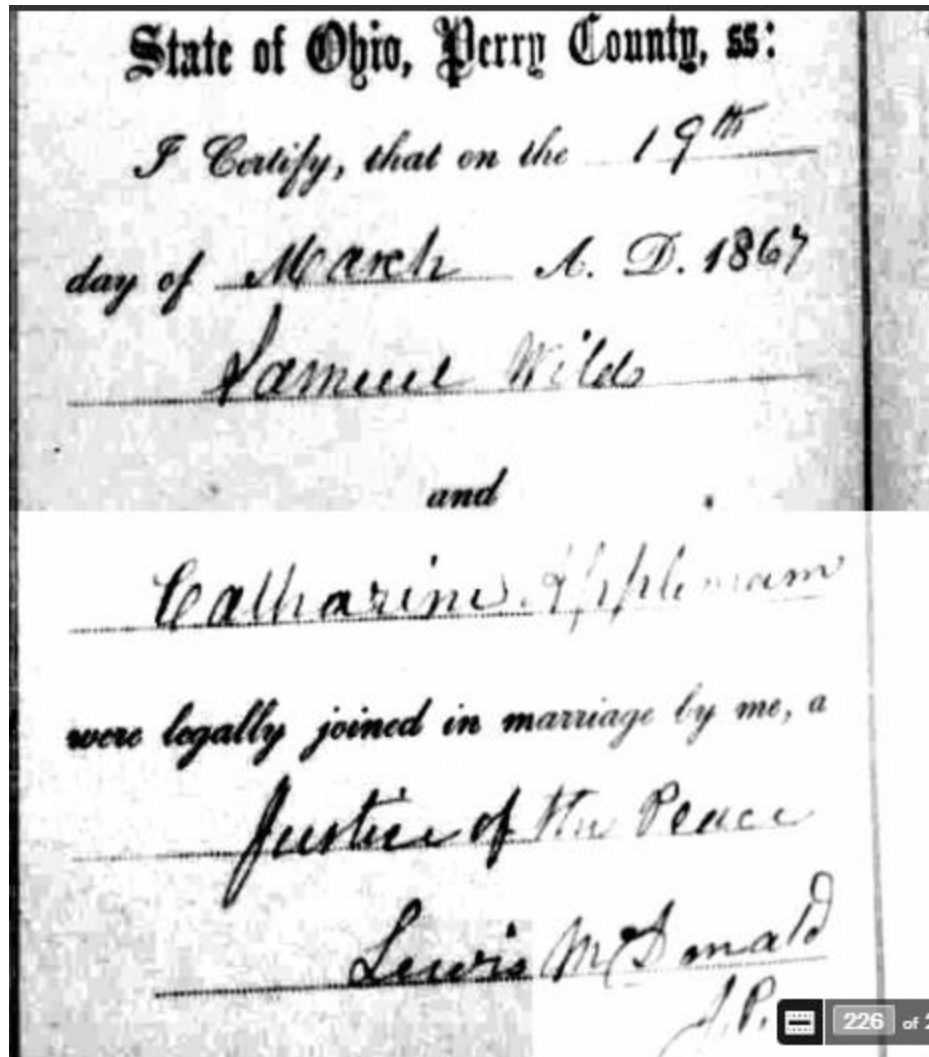 State of Ohio, Perry County, ss:
I Certify, that on the 19th
day of March A. D. 1867
Samuel Wilds
and
Catharine
were legally joined in marriage by me, a
Justice of the Peace
Lewis McDonald
J.P.
226 of 2